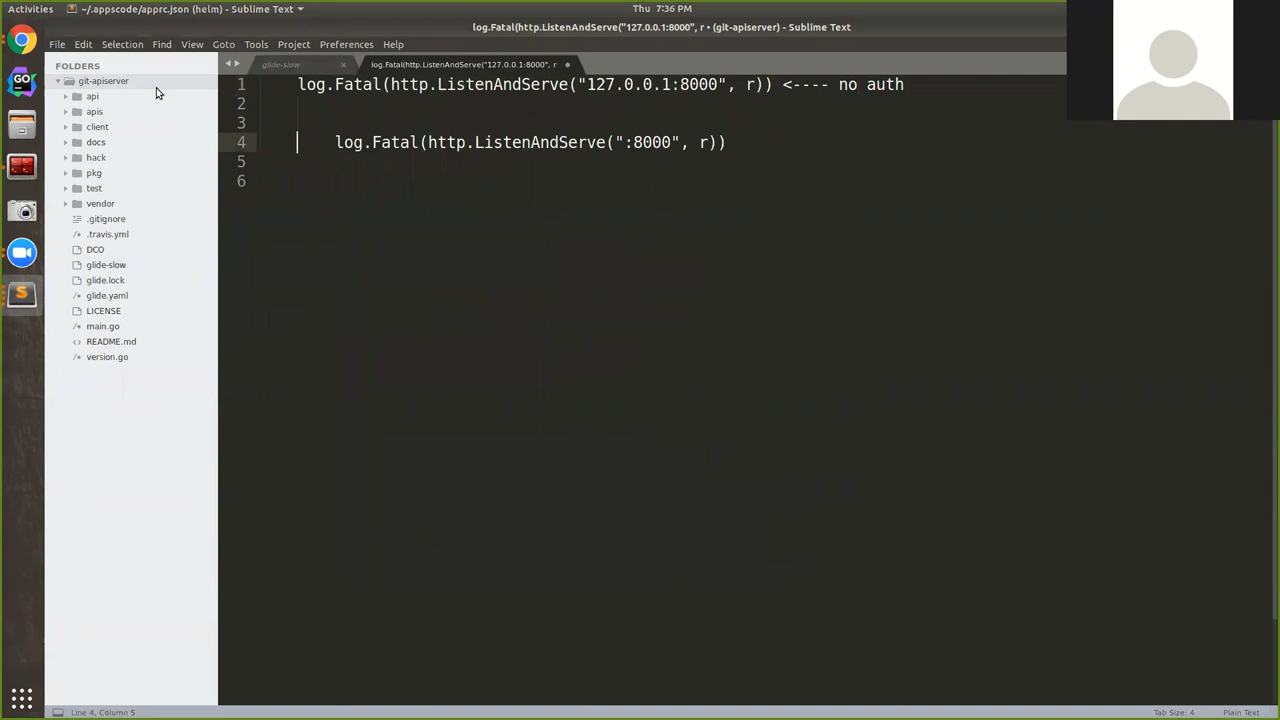 Activities
~/.appscode/apprc.json (helm) - Sublime Text
Thu 7:36 PM
log.Fatal(http.ListenAndServe("127.0.0.1:8000", r • (git-apiserver) - Sublime Text
File Edit Selection Find View Goto Tools Project Preferences Help
FOLDERS
git-apiserver
api
apis
client
docs
hack
pkg
test
vendor
.gitignore
.travis.yml
DCO
glide-slow
glide.lock
glide.yaml
LICENSE
main.go
README.md
version.go
glide-slow
log.Fatal(http.ListenAndServe("127.0.0.1:8000", r
1 log.Fatal(http.ListenAndServe("127.0.0.1:8000", r)) <---- no auth
2
3
4 log.Fatal(http.ListenAndServe(":8000", r))
5
6
Line 4, Column 5
Tab Size: 4
Plain Text